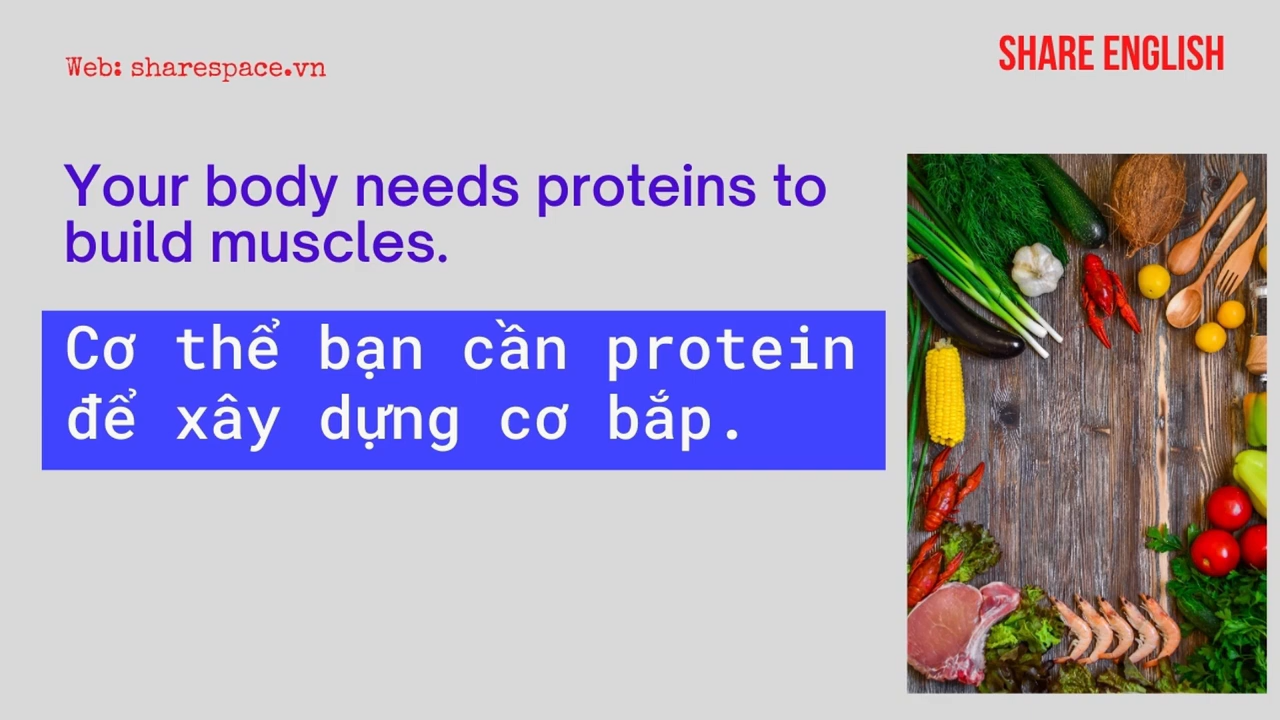 Web: sharespace.vn
SHARE ENGLISH
Your body needs proteins to
build muscles.
Cơ thể bạn cần protein
để xây dựng cơ bắp.